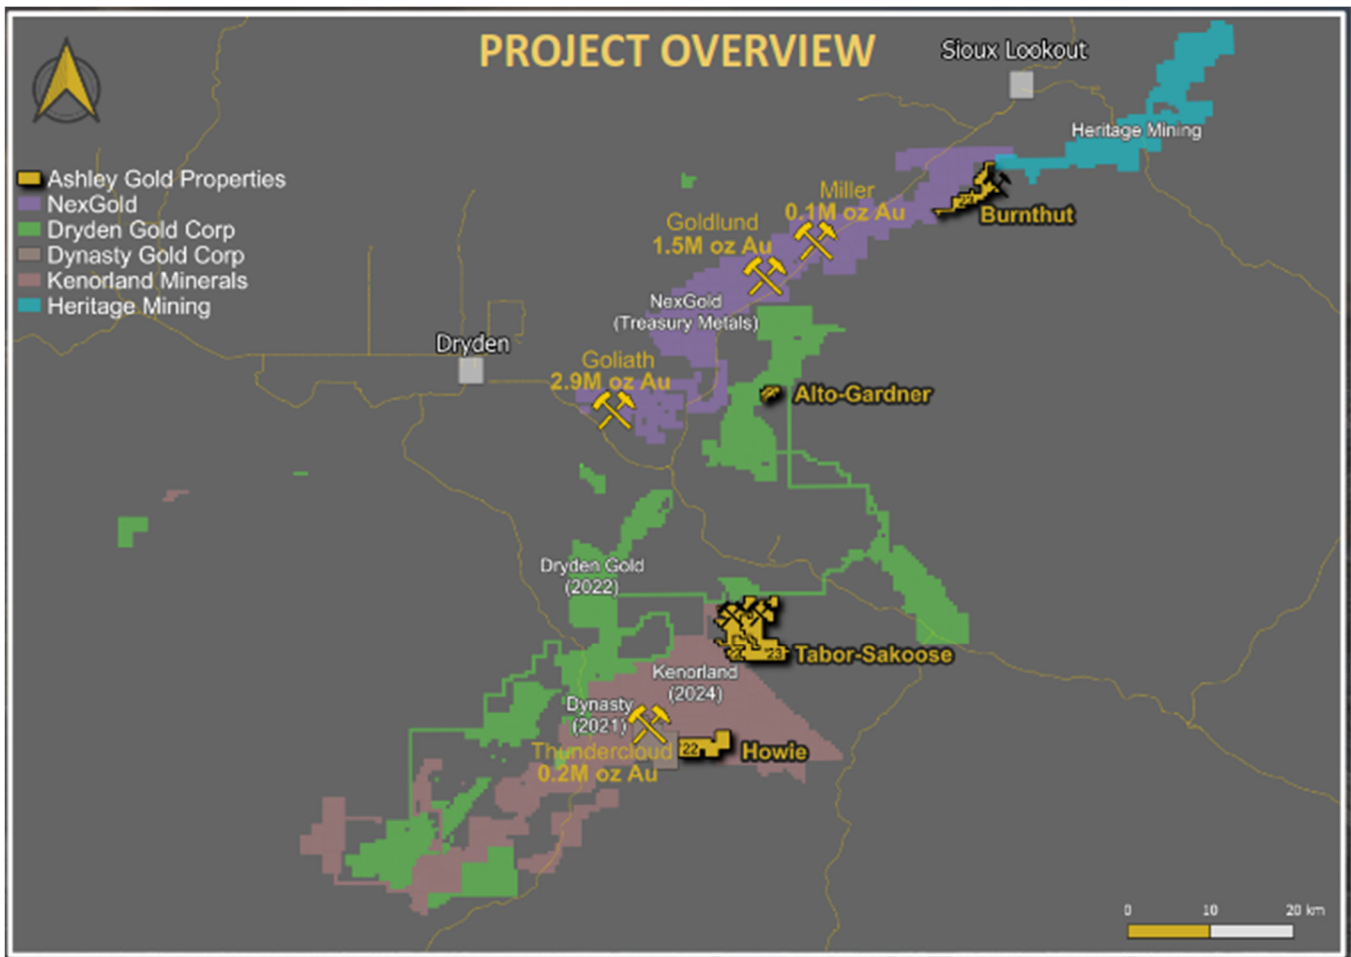 PROJECT OVERVIEW
Sioux Lookout
Heritage Mining
Ashley Gold Properties
NexGold
Dryden Gold Corp
Dynasty Gold Corp
Kenorland Minerals
Heritage Mining
Miller
0.1M oz Au
Burnthut
Goldlund
1.5M oz Au
NexGold
(Treasury Metals)
Dryden
Goliath
2.9M oz Au
Alto-Gardner
Dryden Gold
(2022)
Tabor-Sakoose
23
Kenorland
(2024)
Dynasty
(2021)
Thundercloud
0.2M oz Au
22
Howie
0 10 20 km